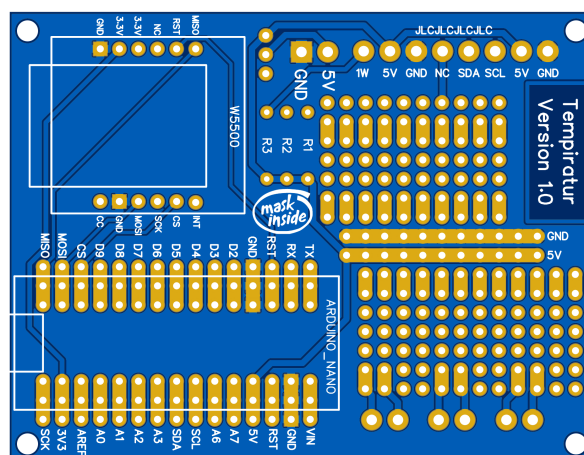 JLCJLCJLCJLC
GND 3.3V 3.3V NC RST MISO
GND 5V
1W 5V GND NC SDA SCL 5V GND
W5500
R3 R2 R1
Tempiratur
Version 1.0
CC GND MOSI SCK CS INT
mask
inside
GND
5V
MISO MOSI CS D9 D8 D7 D6 D5 D4 D3 D2 GND RST RX TX
ARDUINO_NANO
SCK 3V3 AREF A0 A1 A2 A3 SDA SCL A6 A7 5V RST GND VIN